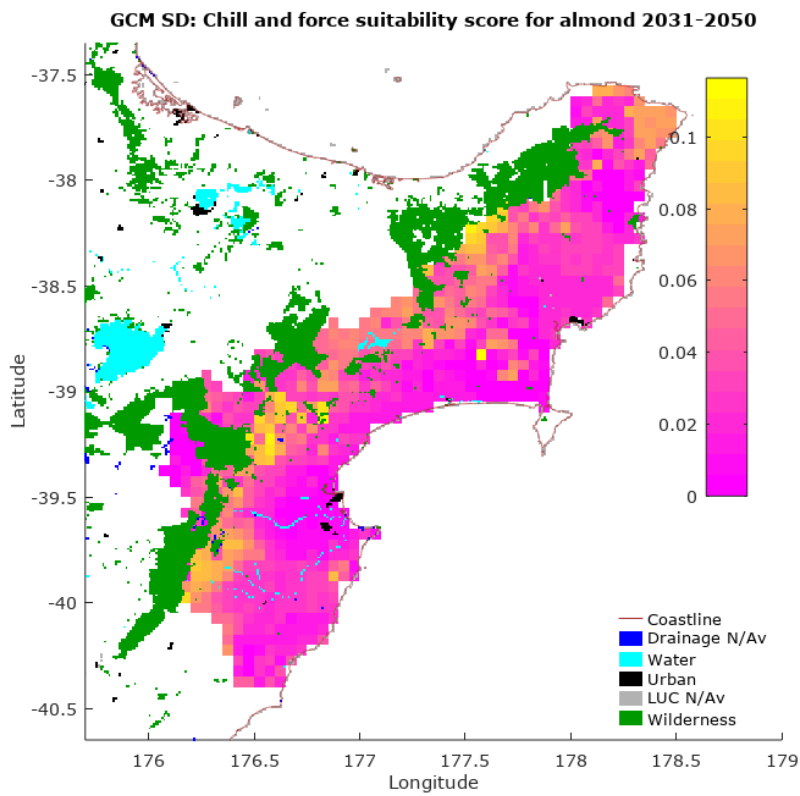 GCM SD: Chill and force suitability score for almond 2031-2050
-37.5
-38
-38.5
-39
-39.5
-40
-40.5
Latitude
176
176.5
177
177.5
178
178.5
179
Longitude
0.1
0.08
0.06
0.04
0.02
0
Coastline
Drainage N/Av
Water
Urban
LUC N/Av
Wilderness